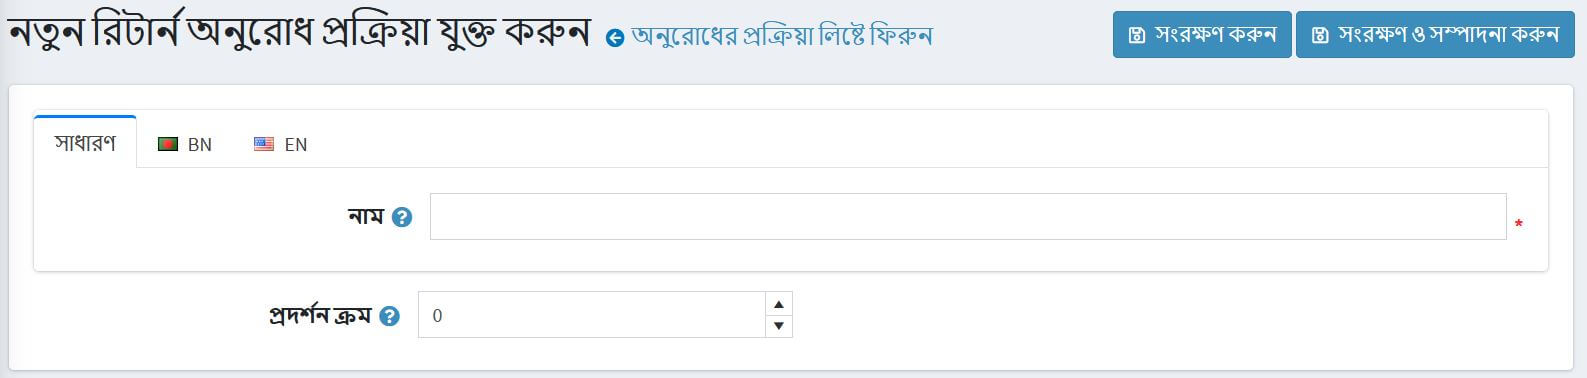 নতুন রিটার্ন অনুরোধ প্রক্রিয়া যুক্ত করুন অনুরোধের প্রক্রিয়া লিষ্টে ফিরুন সংরক্ষণ করুন সংরক্ষণ ও সম্পাদনা করুন
সাধারণ BN EN
নাম *
প্রদর্শন ক্রম 0